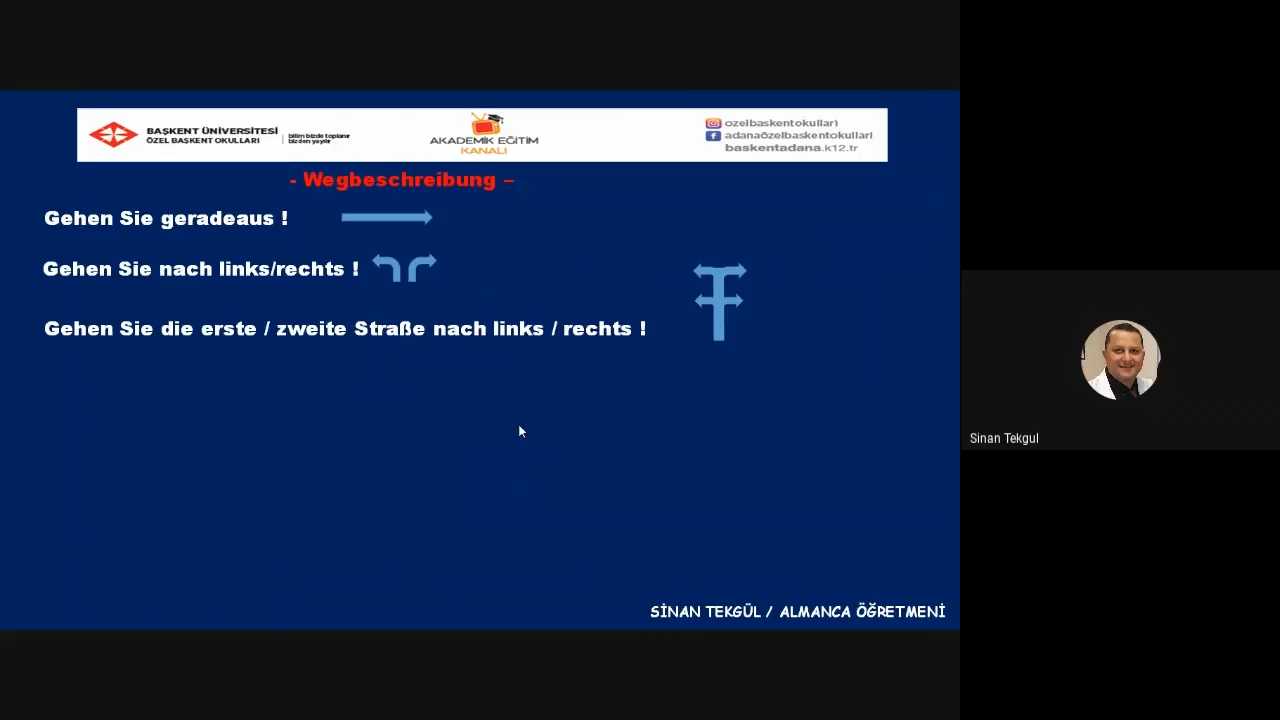 BAŞKENT ÜNİVERSİTESİ
ÖZEL BAŞKENT OKULLARI
bilim bizde toplanır
bizden yayılır
AKADEMİK EĞİTİM
KANALI
ozelbaskentokullari
adanaözelbaskentokullari
baskentadana.k12.tr
- Wegbeschreibung –
Gehen Sie geradeaus !
Gehen Sie nach links/rechts !
Gehen Sie die erste / zweite Straße nach links / rechts !
Sinan Tekgul
SİNAN TEKGÜL / ALMANCA ÖĞRETMENİ